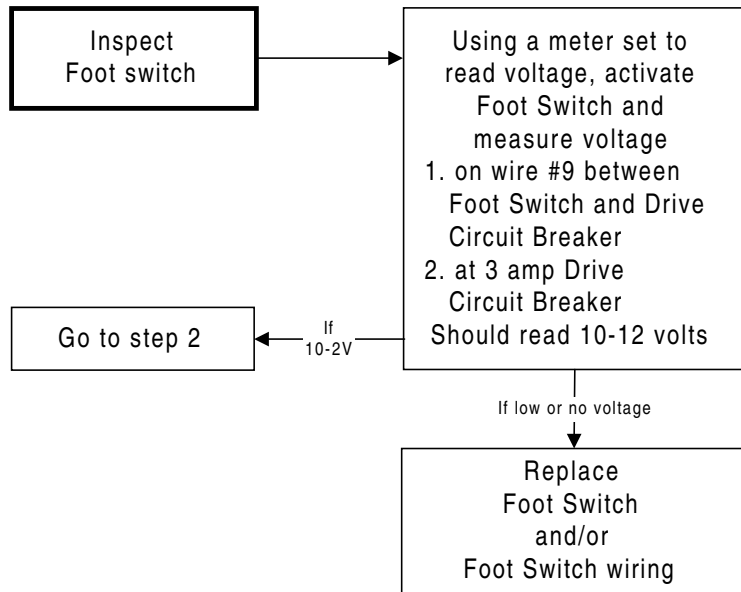 Inspect
Foot switch
Using a meter set to
read voltage, activate
Foot Switch and
measure voltage
1. on wire #9 between
Foot Switch and Drive
Circuit Breaker
2. at 3 amp Drive
Circuit Breaker
Should read 10-12 volts
Go to step 2
If
10-2V
If low or no voltage
Replace
Foot Switch
and/or
Foot Switch wiring